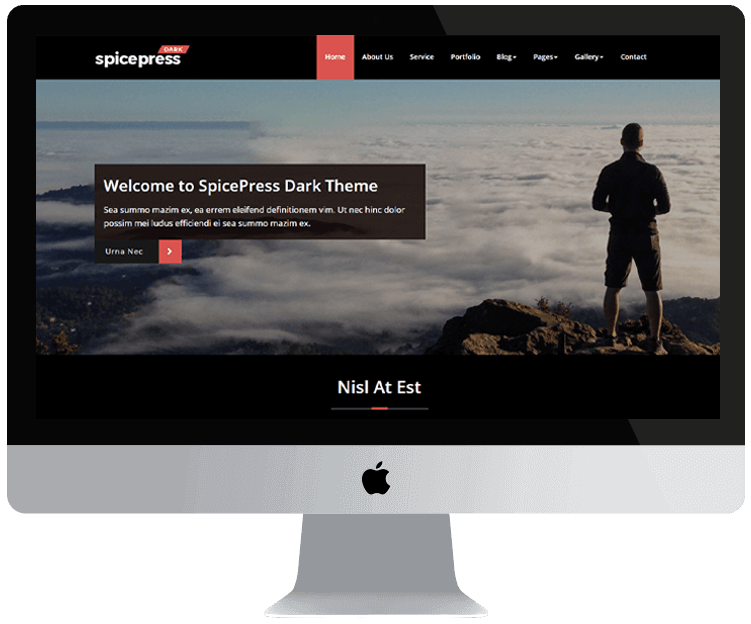 DARK
spicepress
Home About Us Service Portfolio Blog Pages Gallery Contact
Welcome to SpicePress Dark Theme
Sea summo mazim ex, ea errem eleifend definitionem vim. Ut nec hinc dolor
possim mei ludus efficiendi ei sea summo mazim ex.
Urna Nec
Nisl At Est